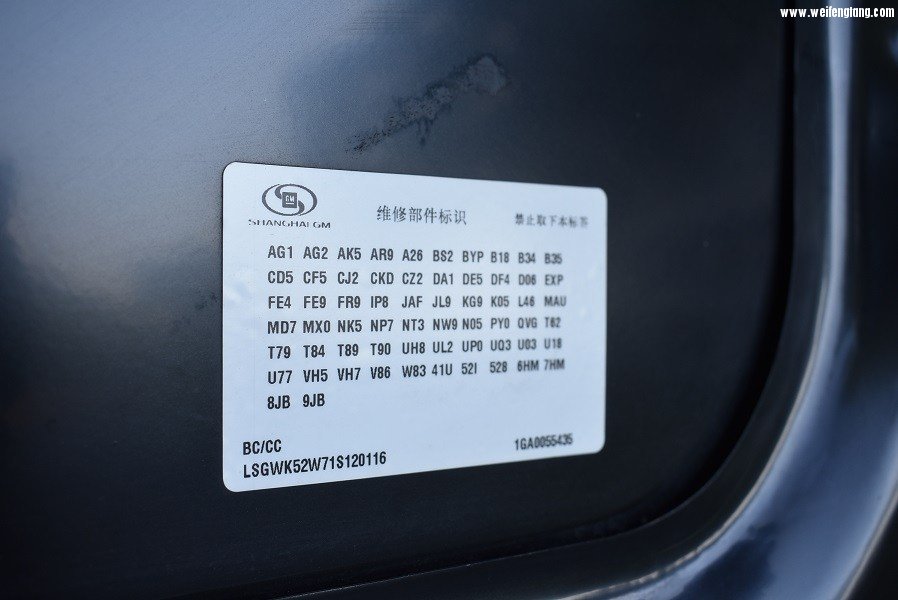 www.weifengtang.com
GM
SHANGHAI GM
维修部件标识
禁止取下本标签
AG1 AG2 AK5 AR9 A26 BS2 BYP B18 B34 B35
CD5 CF5 CJ2 CKD CZ2 DA1 DE5 DF4 D06 EXP
FE4 FE9 FR9 IP8 JAF JL9 KG9 K05 L46 MAU
MD7 MX0 NK5 NP7 NT3 NW9 N05 PY0 QVG T62
T79 T84 T89 T90 UH8 UL2 UP0 UQ3 U03 U18
U77 VH5 VH7 V86 W83 41U 52I 528 6HM 7HM
8JB 9JB
BC/CC
1GA0055435
LSGWK52W71S120116